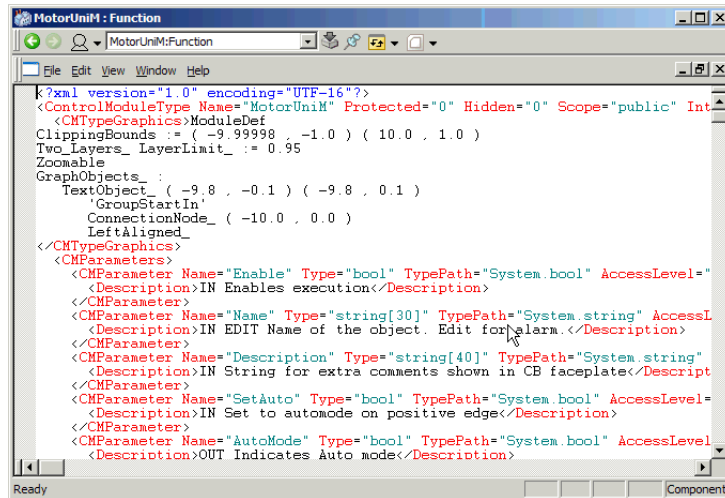 MotorUniM : Function
MotorUniM:Function
File Edit View Window Help
<?xml version="1.0" encoding="UTF-16"?>
<ControlModuleType Name="MotorUniM" Protected="0" Hidden="0" Scope="public" Int
<CMTypeGraphics>ModuleDef
ClippingBounds := ( -9.99998 , -1.0 ) ( 10.0 , 1.0 )
Two_Layers_ LayerLimit_ := 0.95
Zoomable
GraphObjects_ :
TextObject_ ( -9.8 , -0.1 ) ( -9.8 , 0.1 )
'GroupStartIn'
ConnectionNode_ ( -10.0 , 0.0 )
LeftAligned_
</CMTypeGraphics>
<CMParameters>
<CMParameter Name="Enable" Type="bool" TypePath="System.bool" AccessLevel="
<Description>IN Enables execution</Description>
</CMParameter>
<CMParameter Name="Name" Type="string[30]" TypePath="System.string" AccessL
<Description>IN EDIT Name of the object. Edit for alarm.</Description>
</CMParameter>
<CMParameter Name="Description" Type="string[40]" TypePath="System.string"
<Description>IN String for extra comments shown in CB faceplate</Descript
</CMParameter>
<CMParameter Name="SetAuto" Type="bool" TypePath="System.bool" AccessLevel=
<Description>IN Set to automode on positive edge</Description>
</CMParameter>
<CMParameter Name="AutoMode" Type="bool" TypePath="System.bool" AccessLevel
<Description>OUT Indicates Auto mode</Description>
Ready Component